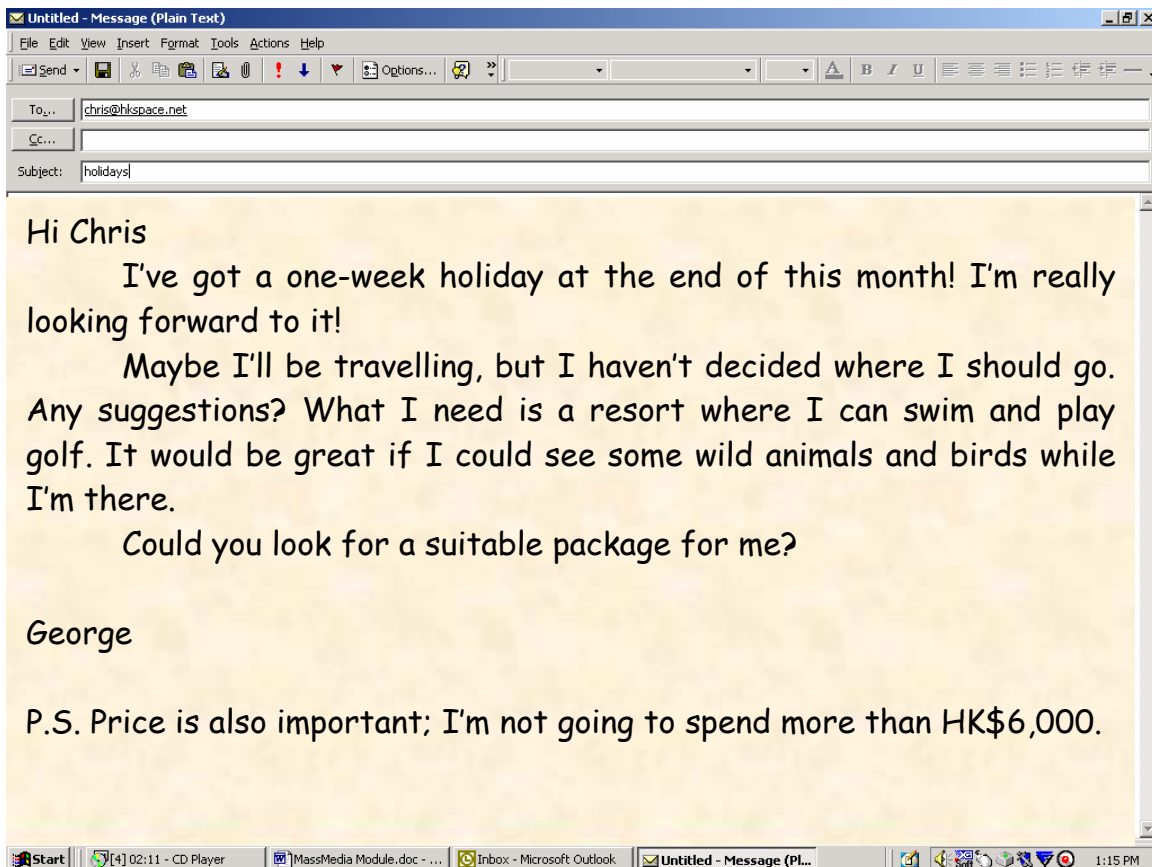 Untitled - Message (Plain Text)
File Edit View Insert Format Tools Actions Help
Send Options... A B I U
To... chris@hkspace.net
Cc...
Subject: holidays
Hi Chris
I've got a one-week holiday at the end of this month! I'm really
looking forward to it!
Maybe I'll be travelling, but I haven't decided where I should go.
Any suggestions? What I need is a resort where I can swim and play
golf. It would be great if I could see some wild animals and birds while
I'm there.
Could you look for a suitable package for me?
George
P.S. Price is also important; I'm not going to spend more than HK$6,000.
Start [4] 02:11 - CD Player MassMedia Module.doc - ... Inbox - Microsoft Outlook Untitled - Message (Pl... 1:15 PM